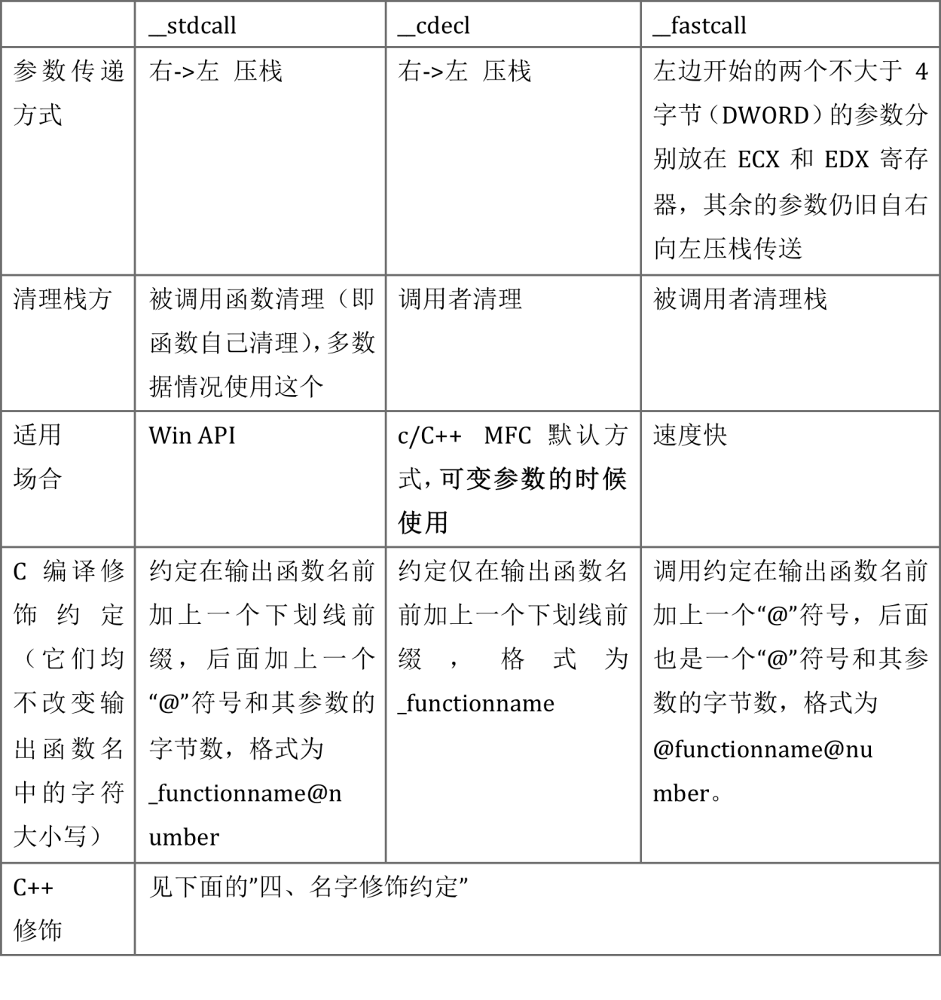 __stdcall
__cdecl
__fastcall
参数传递
方式
右->左 压栈
右->左 压栈
左边开始的两个不大于 4
字节（DWORD）的参数分
别放在 ECX 和 EDX 寄存
器，其余的参数仍旧自右
向左压栈传送
清理栈方
被调用函数清理（即
函数自己清理），多数
据情况使用这个
调用者清理
被调用者清理栈
适用
场合
Win API
c/C++ MFC 默认方
式，可变参数的时候
使用
速度快
C 编译修
饰约定
（它们均
不改变输
出函数名
中的字符
大小写）
约定在输出函数名前
加上一个下划线前
缀，后面加上一个
“@”符号和其参数的
字节数，格式为
_functionname@n
umber
约定仅在输出函数名
前加上一个下划线前
缀，格式为
_functionname
调用约定在输出函数名前
加上一个“@”符号，后面
也是一个“@”符号和其参
数的字节数，格式为
@functionname@nu
mber。
C++
修饰
见下面的”四、名字修饰约定”